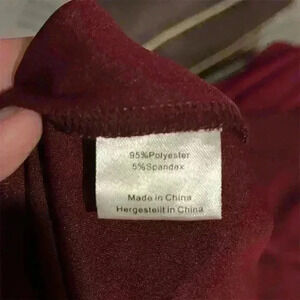 95%Polyester
5%Spandex
Made in China
Hergestellt in China